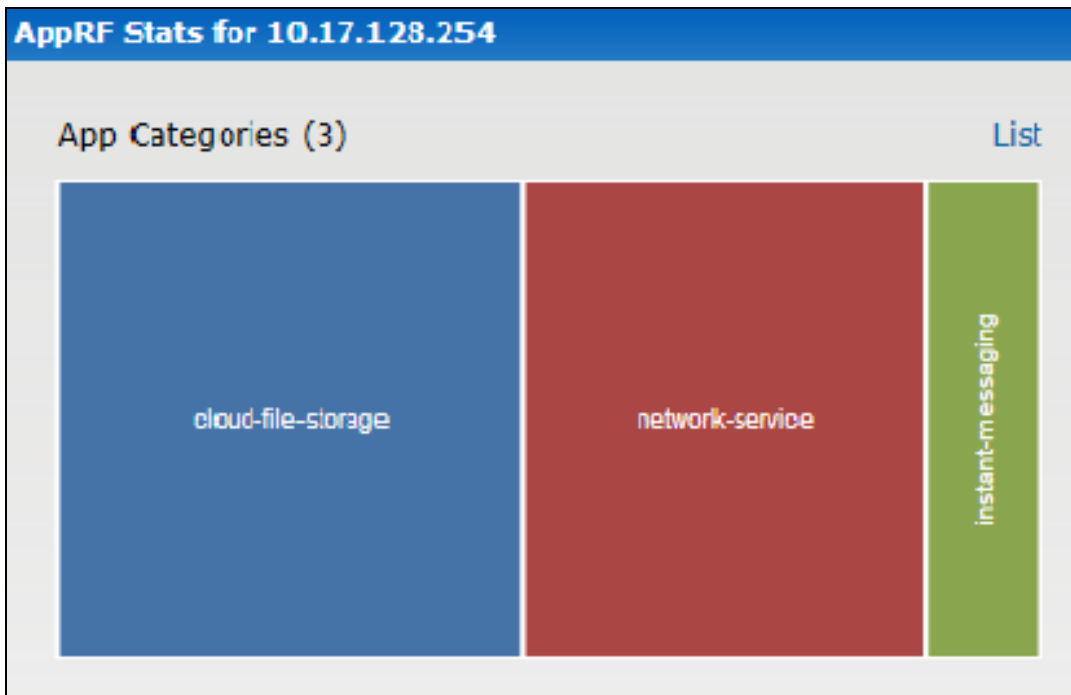 AppRF Stats for 10.17.128.254
App Categories (3)
List
cloud-file-storage
network-service
instant-messaging